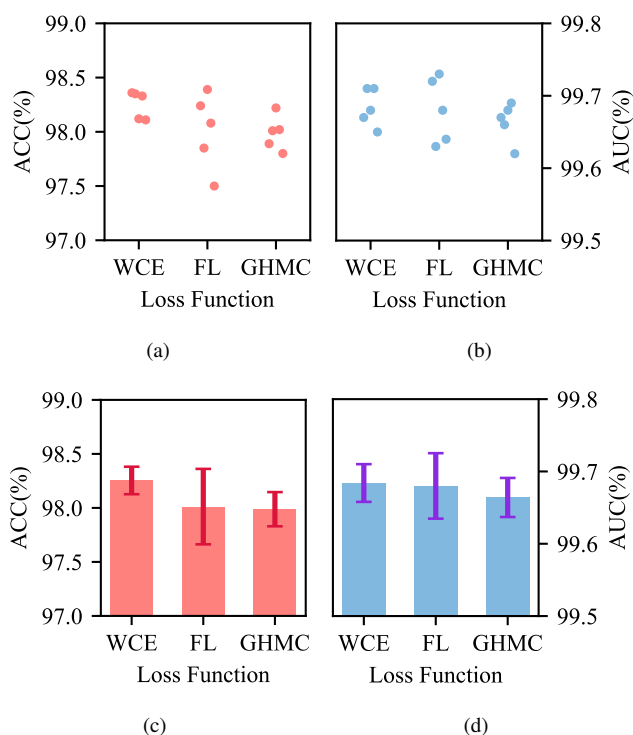 99.0
98.5
98.0
97.5
97.0
ACC(%)
WCE FL GHMC
Loss Function
(a)
99.8
99.7
99.6
99.5
AUC(%)
WCE FL GHMC
Loss Function
(b)
99.0
98.5
98.0
97.5
97.0
ACC(%)
WCE FL GHMC
Loss Function
(c)
99.8
99.7
99.6
99.5
AUC(%)
WCE FL GHMC
Loss Function
(d)